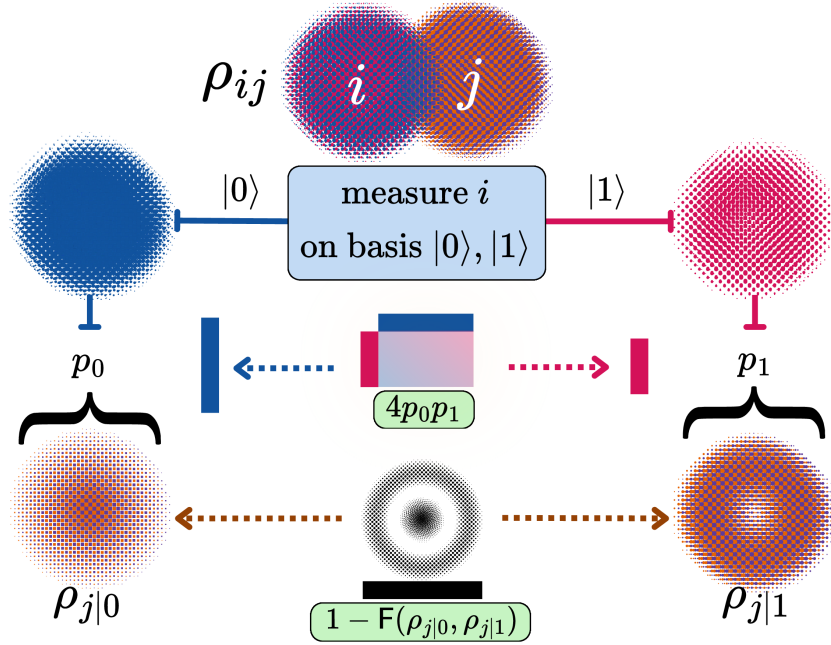 ρ_{ij}
i
j
|0⟩
measure i
on basis |0⟩, |1⟩
|1⟩
p_0
4p_0p_1
p_1
ρ_{j|0}
1 − F(ρ_{j|0}, ρ_{j|1})
ρ_{j|1}